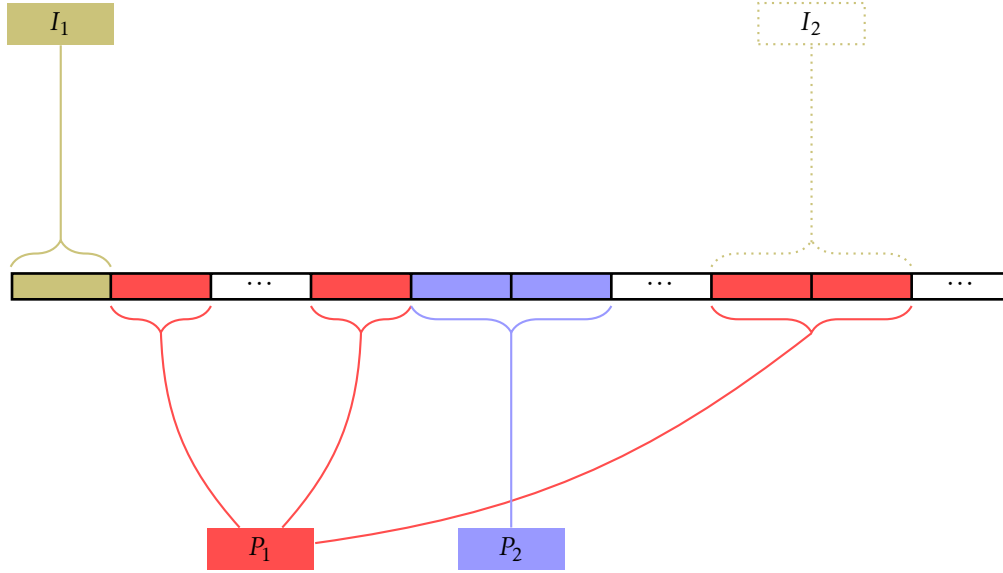 I₁
I₂
⋯ ⋯ ⋯
P₁
P₂